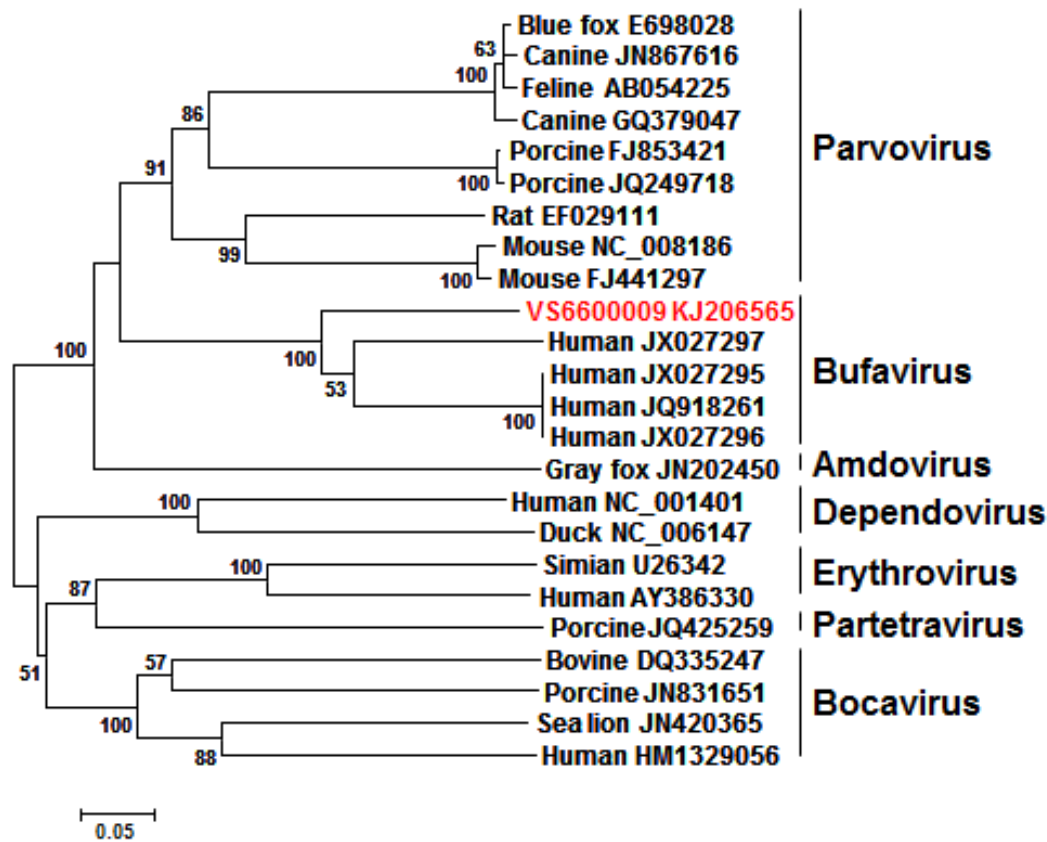 Blue fox E698028
63
Canine JN867616
100
Feline AB054225
86
Canine GQ379047
Porcine FJ853421
Parvovirus
91
100
Porcine JQ249718
Rat EF029111
Mouse NC_008186
99
100
Mouse FJ441297
VS6600009 KJ206565
Human JX027297
100
100
Human JX027295
Bufavirus
53
Human JQ918261
100
Human JX027296
Gray fox JN202450
Amdovirus
100
Human NC_001401
Dependovirus
Duck NC_006147
100
Simian U26342
Erythrovirus
87
Human AY386330
Porcine JQ425259
Partetravirus
57
Bovine DQ335247
51
Porcine JN831651
Bocavirus
100
Sea lion JN420365
88
Human HM1329056
0.05